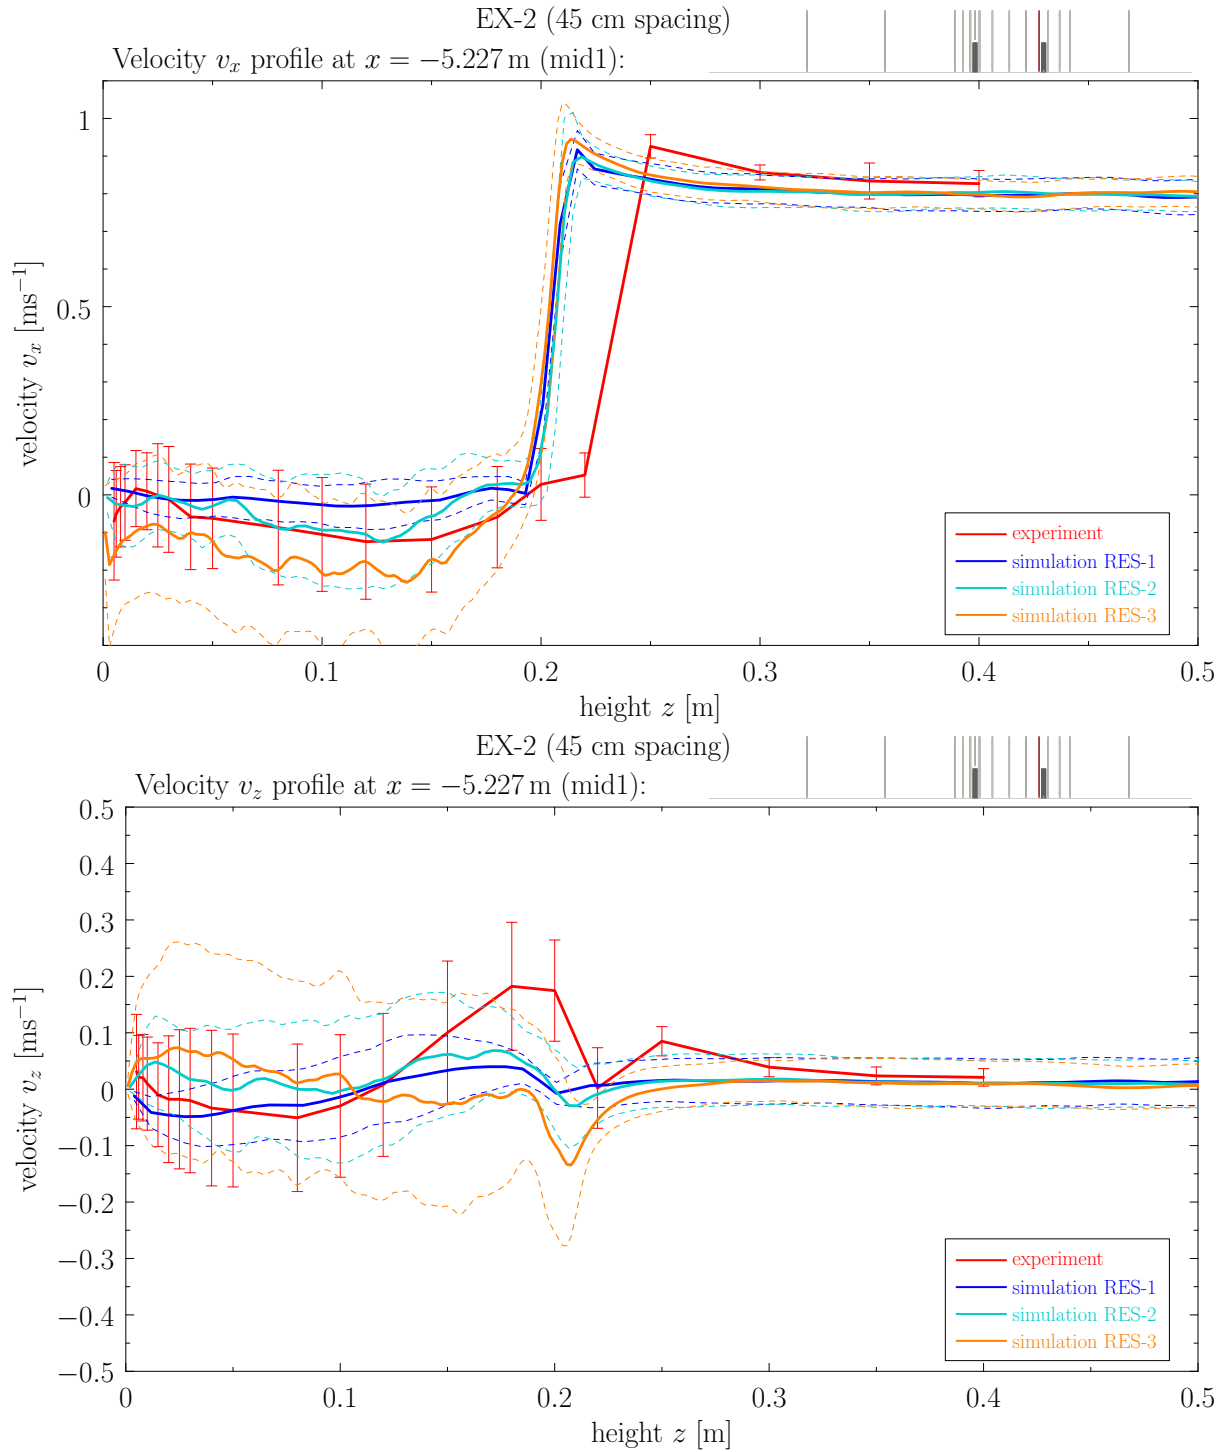 EX-2 (45 cm spacing)
Velocity v_x profile at x = −5.227 m (mid1):
1
0.5
0
velocity v_x [ms⁻¹]
experiment
simulation RES-1
simulation RES-2
simulation RES-3
0 0.1 0.2 0.3 0.4 0.5
height z [m]
EX-2 (45 cm spacing)
Velocity v_z profile at x = −5.227 m (mid1):
0.5
0.4
0.3
0.2
0.1
0
−0.1
−0.2
−0.3
−0.4
−0.5
velocity v_z [ms⁻¹]
experiment
simulation RES-1
simulation RES-2
simulation RES-3
0 0.1 0.2 0.3 0.4 0.5
height z [m]